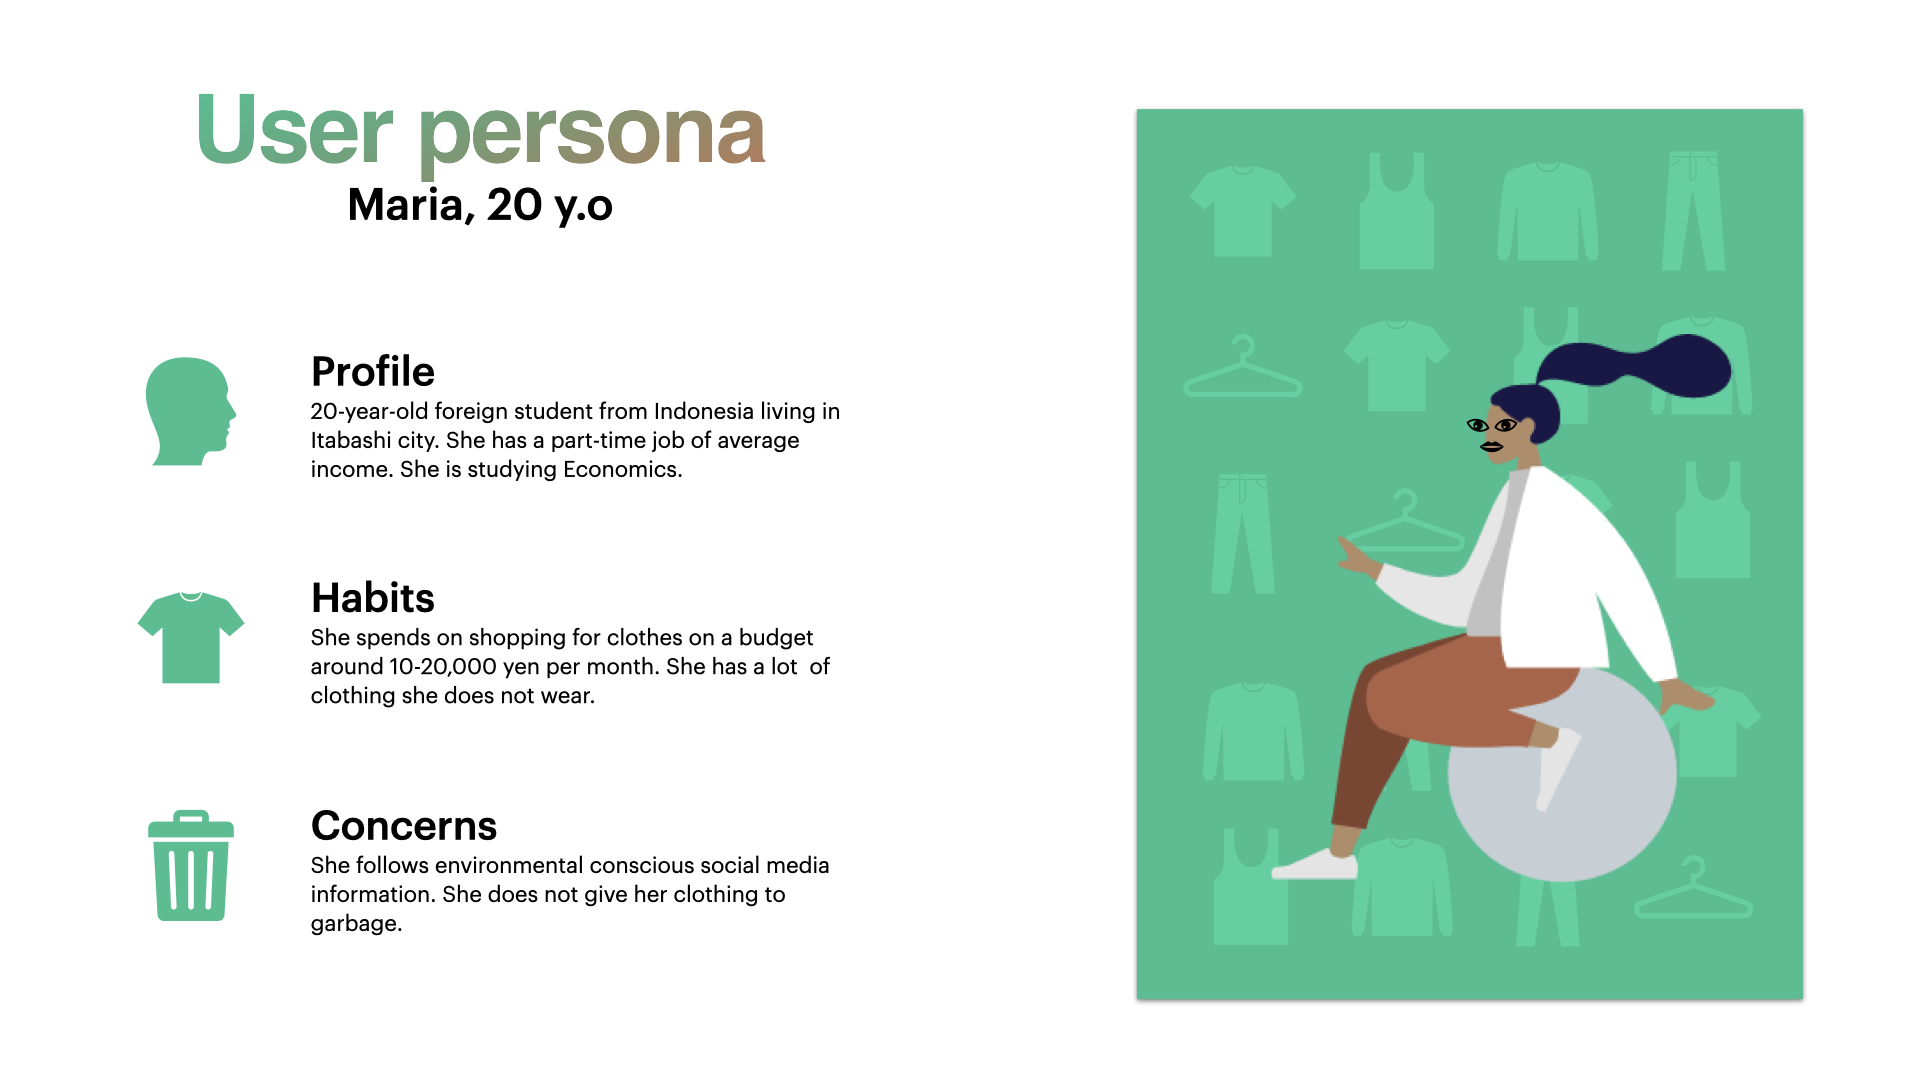 User persona
Maria, 20 y.o
Profile
20-year-old foreign student from Indonesia living in
Itabashi city. She has a part-time job of average
income. She is studying Economics.
Habits
She spends on shopping for clothes on a budget
around 10-20,000 yen per month. She has a lot  of
clothing she does not wear.
Concerns
She follows environmental conscious social media
information. She does not give her clothing to
garbage.